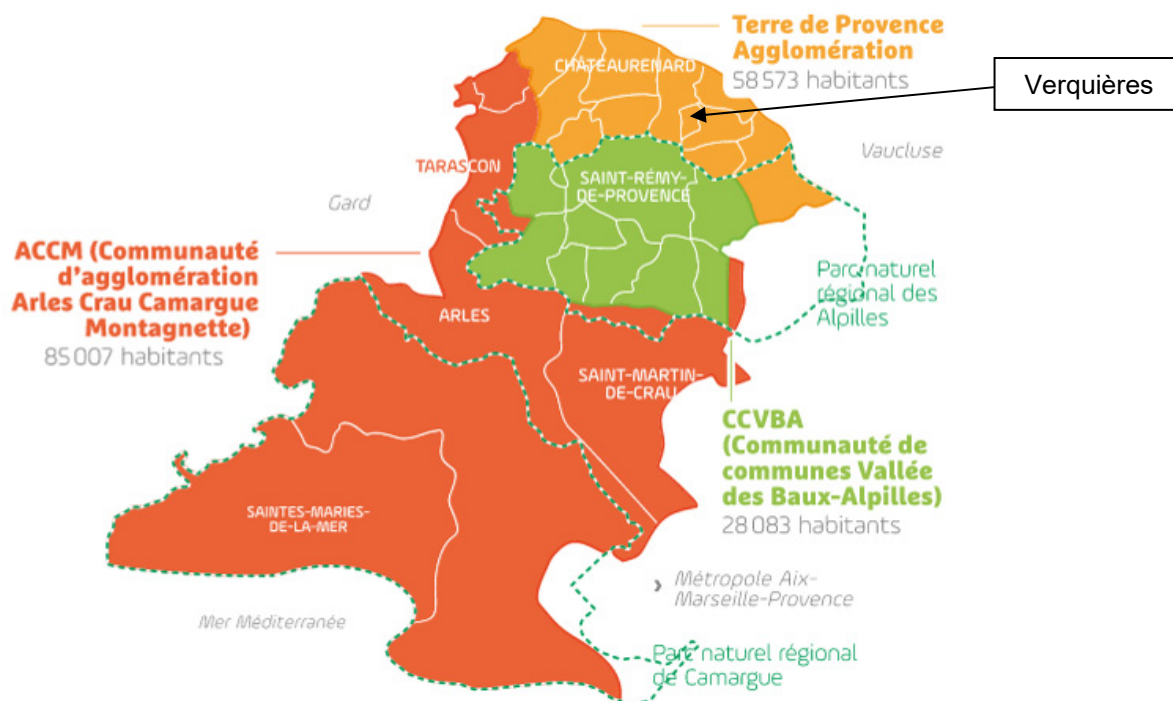 Terre de Provence
Agglomération
58 573 habitants
Verquières
CHÂTEAURENARD
Vaucluse
TARASCON
SAINT-RÉMY-
DE-PROVENCE
Gard
ACCM (Communauté
d'agglomération
Arles Crau Camargue
Montagnette)
85 007 habitants
Parc naturel
régional des
Alpilles
ARLES
SAINT-MARTIN-
DE-CRAU
CCVBA
(Communauté de
communes Vallée
des Baux-Alpilles)
28 083 habitants
SAINTES-MARIES-
DE-LA-MER
› Métropole Aix-
Marseille-Provence
Mer Méditerranée
Parc naturel régional
de Camargue